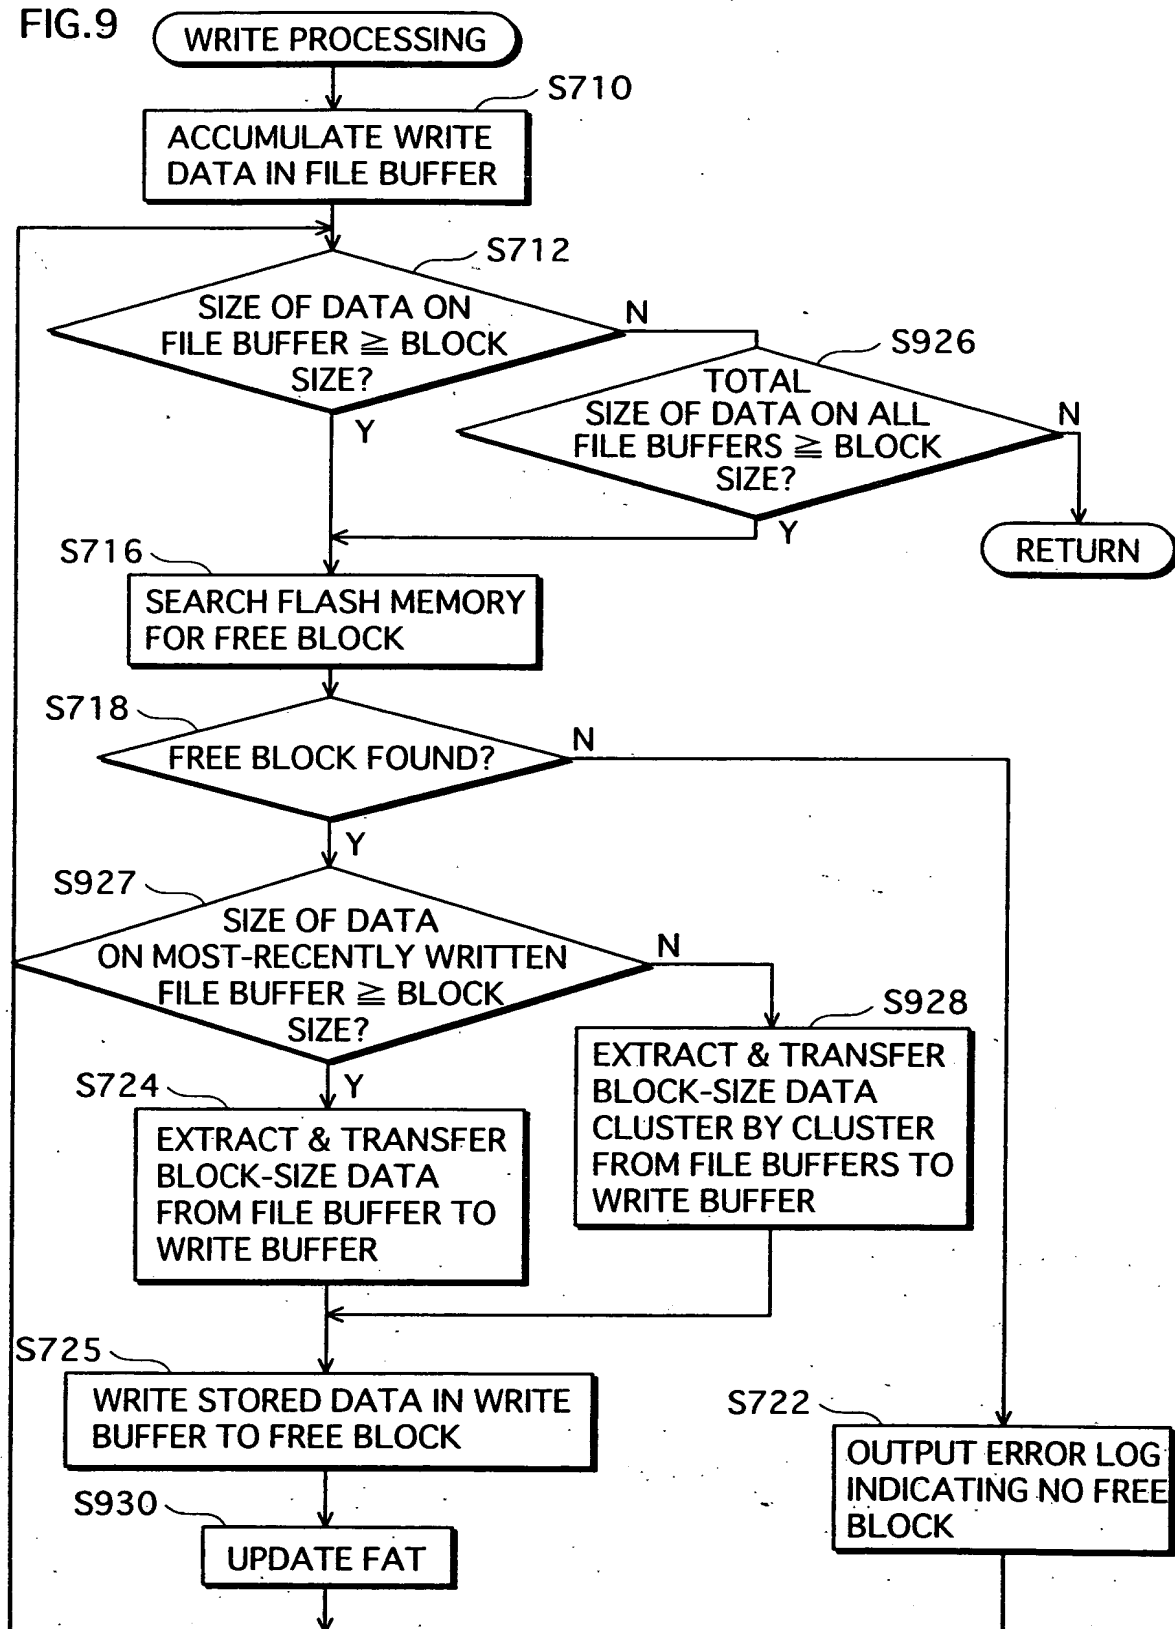 FIG.9
WRITE PROCESSING
S710
ACCUMULATE WRITE
DATA IN FILE BUFFER
S712
SIZE OF DATA ON
FILE BUFFER ≧ BLOCK
SIZE?
N
Y
S926
TOTAL
SIZE OF DATA ON ALL
FILE BUFFERS ≧ BLOCK
SIZE?
N
Y
RETURN
S716
SEARCH FLASH MEMORY
FOR FREE BLOCK
S718
FREE BLOCK FOUND?
N
Y
S927
SIZE OF DATA
ON MOST-RECENTLY WRITTEN
FILE BUFFER ≧ BLOCK
SIZE?
N
Y
S928
EXTRACT & TRANSFER
BLOCK-SIZE DATA
CLUSTER BY CLUSTER
FROM FILE BUFFERS TO
WRITE BUFFER
S724
EXTRACT & TRANSFER
BLOCK-SIZE DATA
FROM FILE BUFFER TO
WRITE BUFFER
S725
WRITE STORED DATA IN WRITE
BUFFER TO FREE BLOCK
S722
OUTPUT ERROR LOG
INDICATING NO FREE
BLOCK
S930
UPDATE FAT